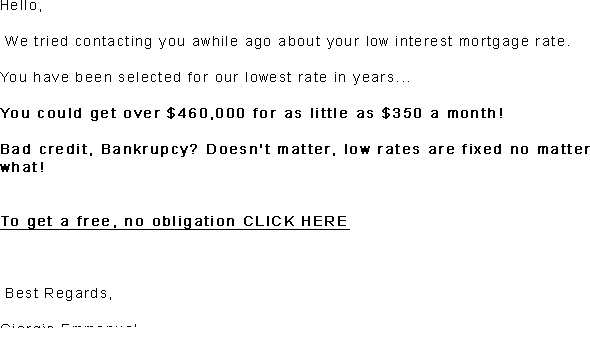 Hello,
We tried contacting you awhile ago about your low interest mortgage rate.
You have been selected for our lowest rate in years...
You could get over $460,000 for as little as $350 a month!
Bad credit, Bankrupcy? Doesn't matter, low rates are fixed no matter
what!
To get a free, no obligation CLICK HERE
Best Regards,